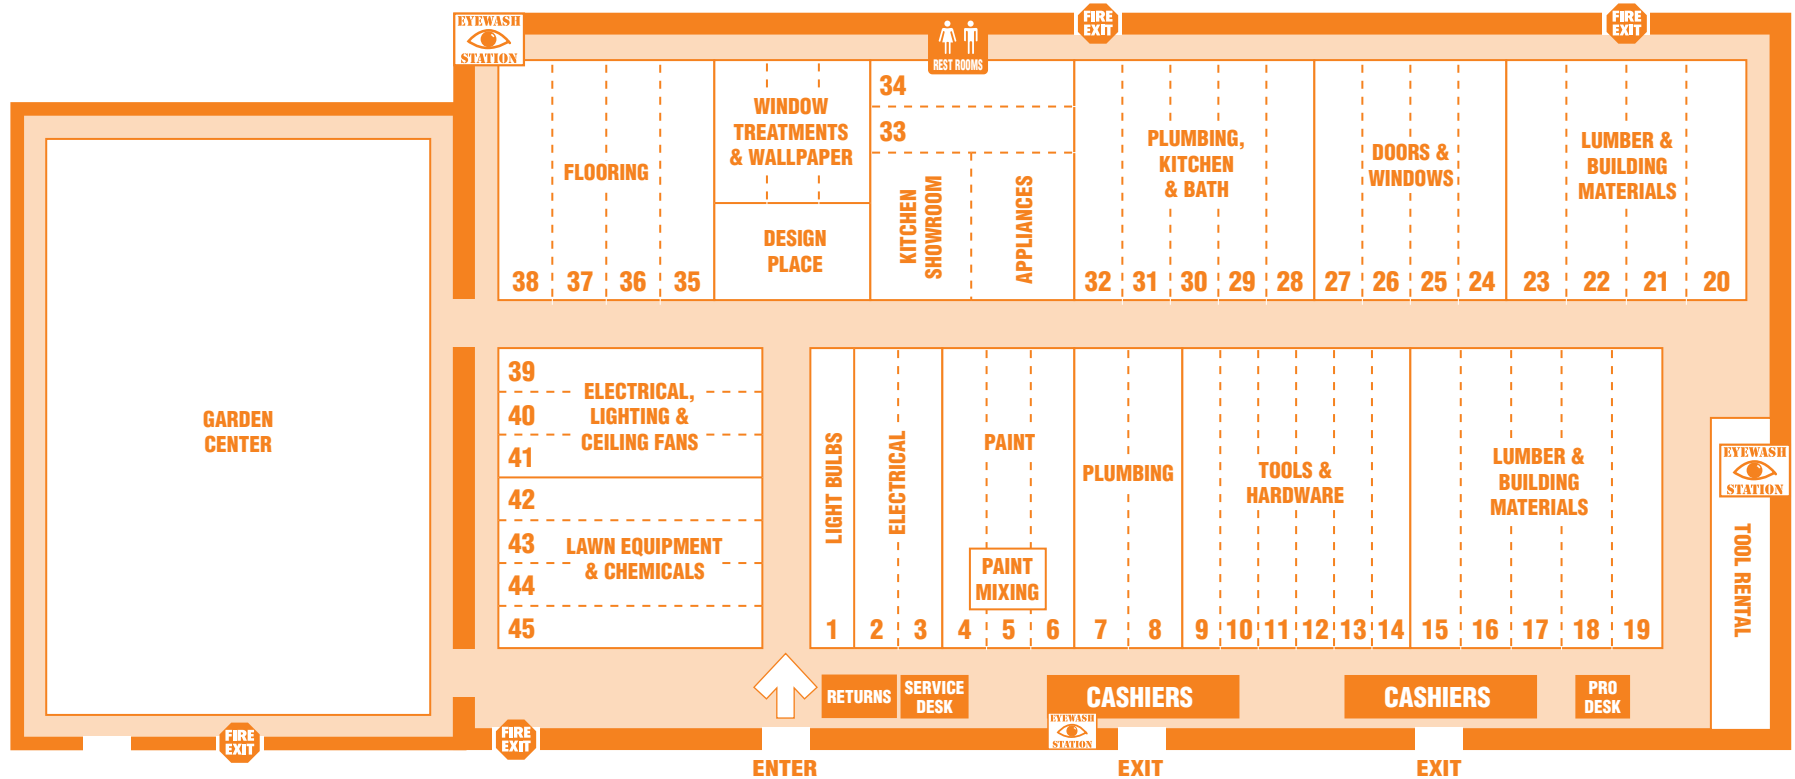 EYEWASH
STATION
REST ROOMS
FIRE
EXIT
FIRE
EXIT
FLOORING
38 37 36 35
WINDOW
TREATMENTS
& WALLPAPER
DESIGN
PLACE
34
33
KITCHEN
SHOWROOM
APPLIANCES
PLUMBING,
KITCHEN
& BATH
32 31 30 29 28
DOORS &
WINDOWS
27 26 25 24
LUMBER &
BUILDING
MATERIALS
23 22 21 20
GARDEN
CENTER
39
40
41
ELECTRICAL,
LIGHTING &
CEILING FANS
42
43
44
45
LAWN EQUIPMENT
& CHEMICALS
LIGHT BULBS
1
ELECTRICAL
2 3
PAINT
PAINT
MIXING
4 5 6
PLUMBING
7 8
TOOLS &
HARDWARE
9 10 11 12 13 14
LUMBER &
BUILDING
MATERIALS
15 16 17 18 19
EYEWASH
STATION
TOOL RENTAL
RETURNS
SERVICE
DESK
CASHIERS
CASHIERS
PRO
DESK
FIRE
EXIT
FIRE
EXIT
EYEWASH
STATION
ENTER
EXIT
EXIT